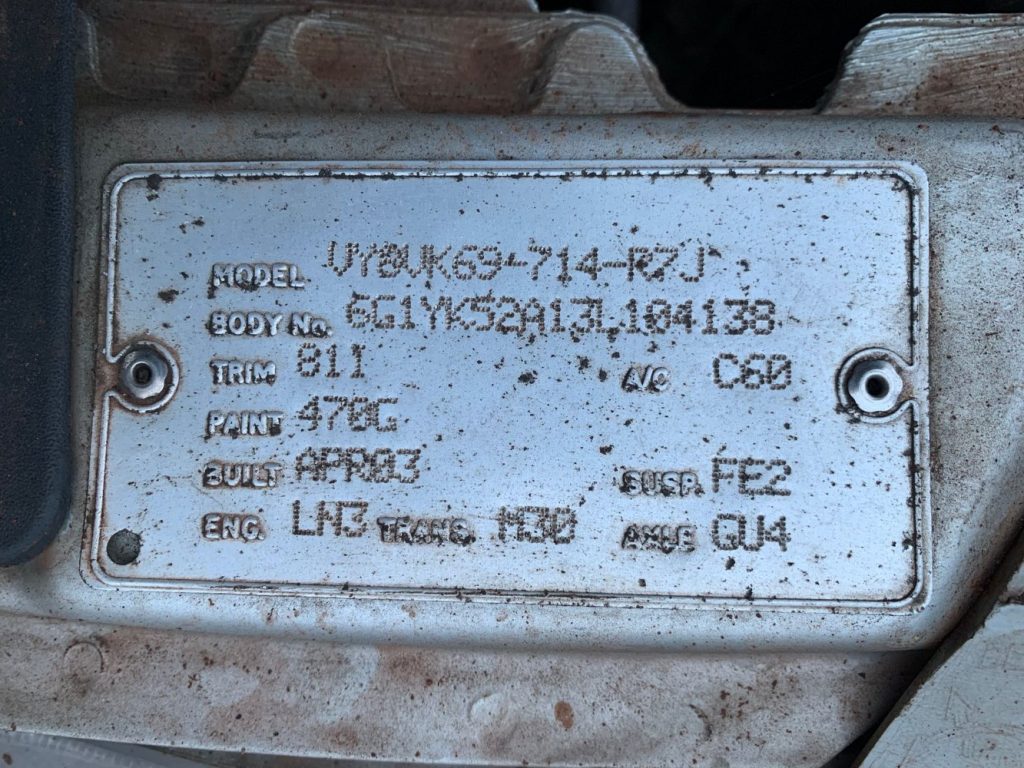 MODEL VY8VK69-714-RZJ
BODY No. 6G1YK52A13L104138
TRIM 81I A/C C60
PAINT 470G
BUILT APR03 SUSP. FE2
ENG. LN3 TRANS. M30 AXLE GU4